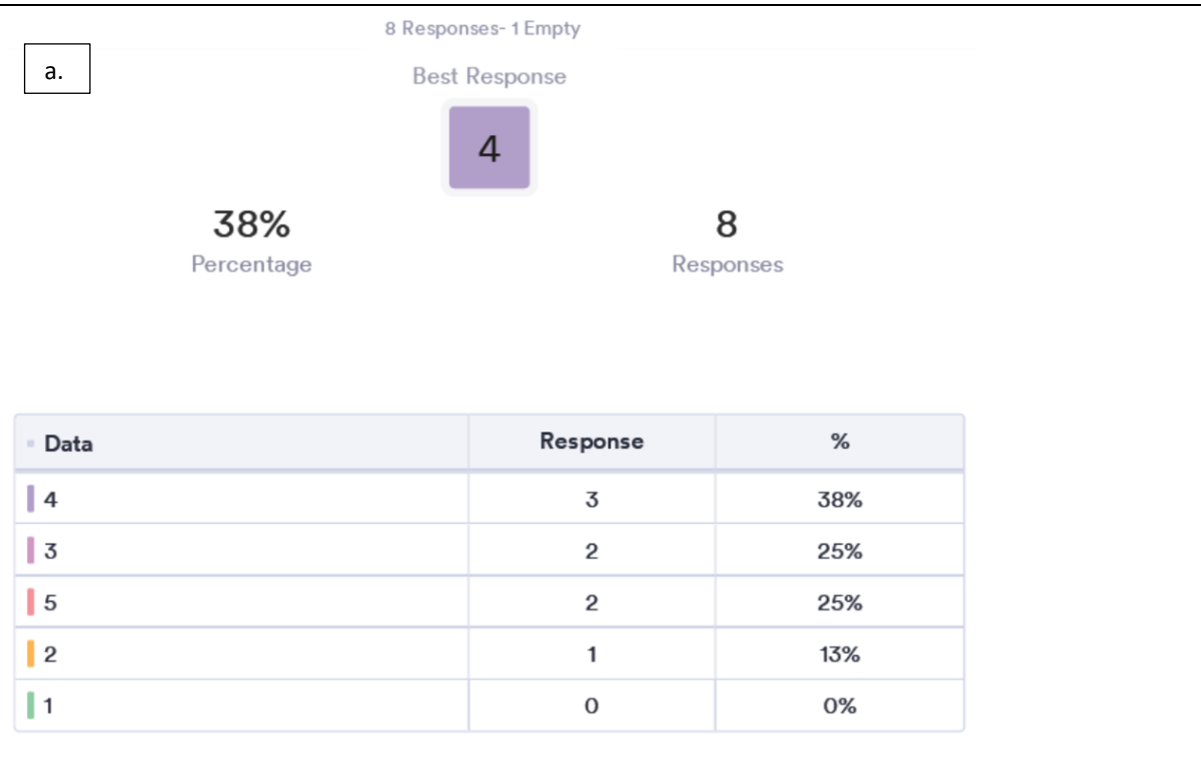 8 Responses- 1 Empty
a.
Best Response
4
38%
8
Percentage
Responses
Data Response %
4 3 38%
3 2 25%
5 2 25%
2 1 13%
1 0 0%